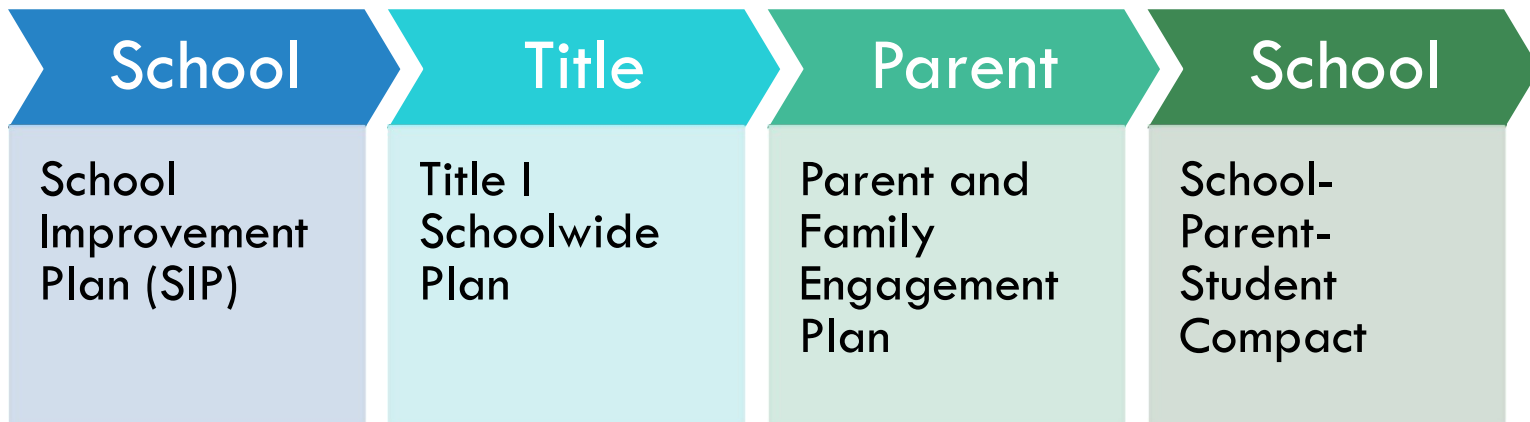 School
School
Improvement
Plan (SIP)
Title
Title I
Schoolwide
Plan
Parent
Parent and
Family
Engagement
Plan
School
School-
Parent-
Student
Compact